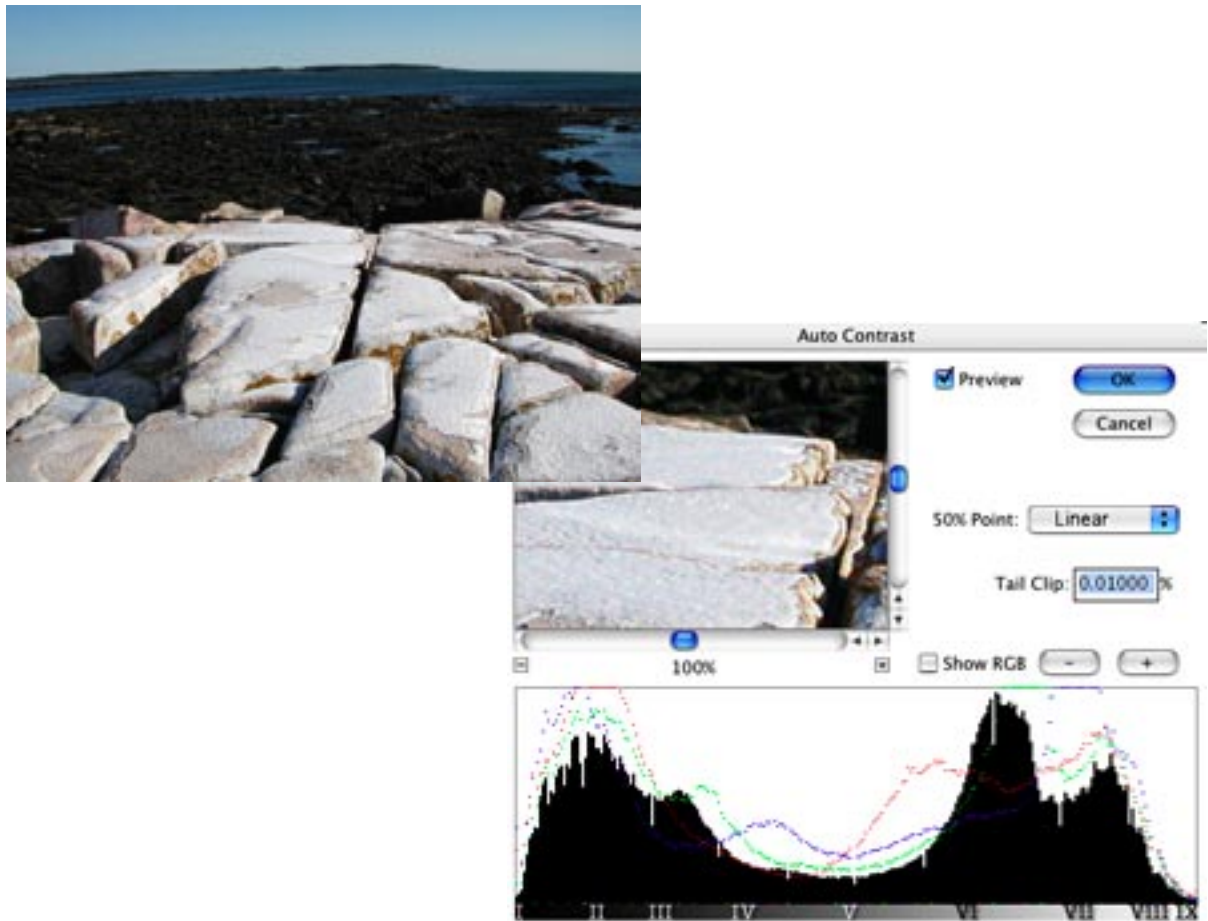 Auto Contrast
Preview
OK
Cancel
50% Point: Linear
Tail Clip: 0.01000 %
100%
Show RGB - +
I II III IV V VI VII VIII IX